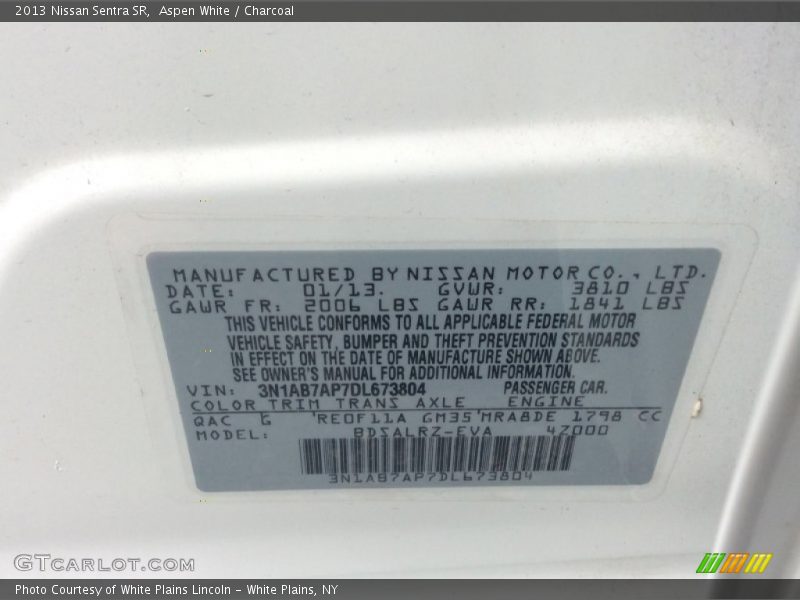 2013 Nissan Sentra SR, Aspen White / Charcoal
MANUFACTURED BY NISSAN MOTOR CO., LTD.
DATE: 01/13. GVWR: 3810 LBS
GAWR FR: 2006 LBS GAWR RR: 1841 LBS
THIS VEHICLE CONFORMS TO ALL APPLICABLE FEDERAL MOTOR
VEHICLE SAFETY, BUMPER AND THEFT PREVENTION STANDARDS
IN EFFECT ON THE DATE OF MANUFACTURE SHOWN ABOVE.
SEE OWNER'S MANUAL FOR ADDITIONAL INFORMATION.
VIN: 3N1AB7AP7DL673804 PASSENGER CAR.
COLOR TRIM TRANS AXLE ENGINE
QAC G RE0F11A GM35 MRA8DE 1798 CC
MODEL: BDSALRZ-EVA 4Z000
3N1AB7AP7DL673804
GTCARLOT.COM
Photo Courtesy of White Plains Lincoln - White Plains, NY